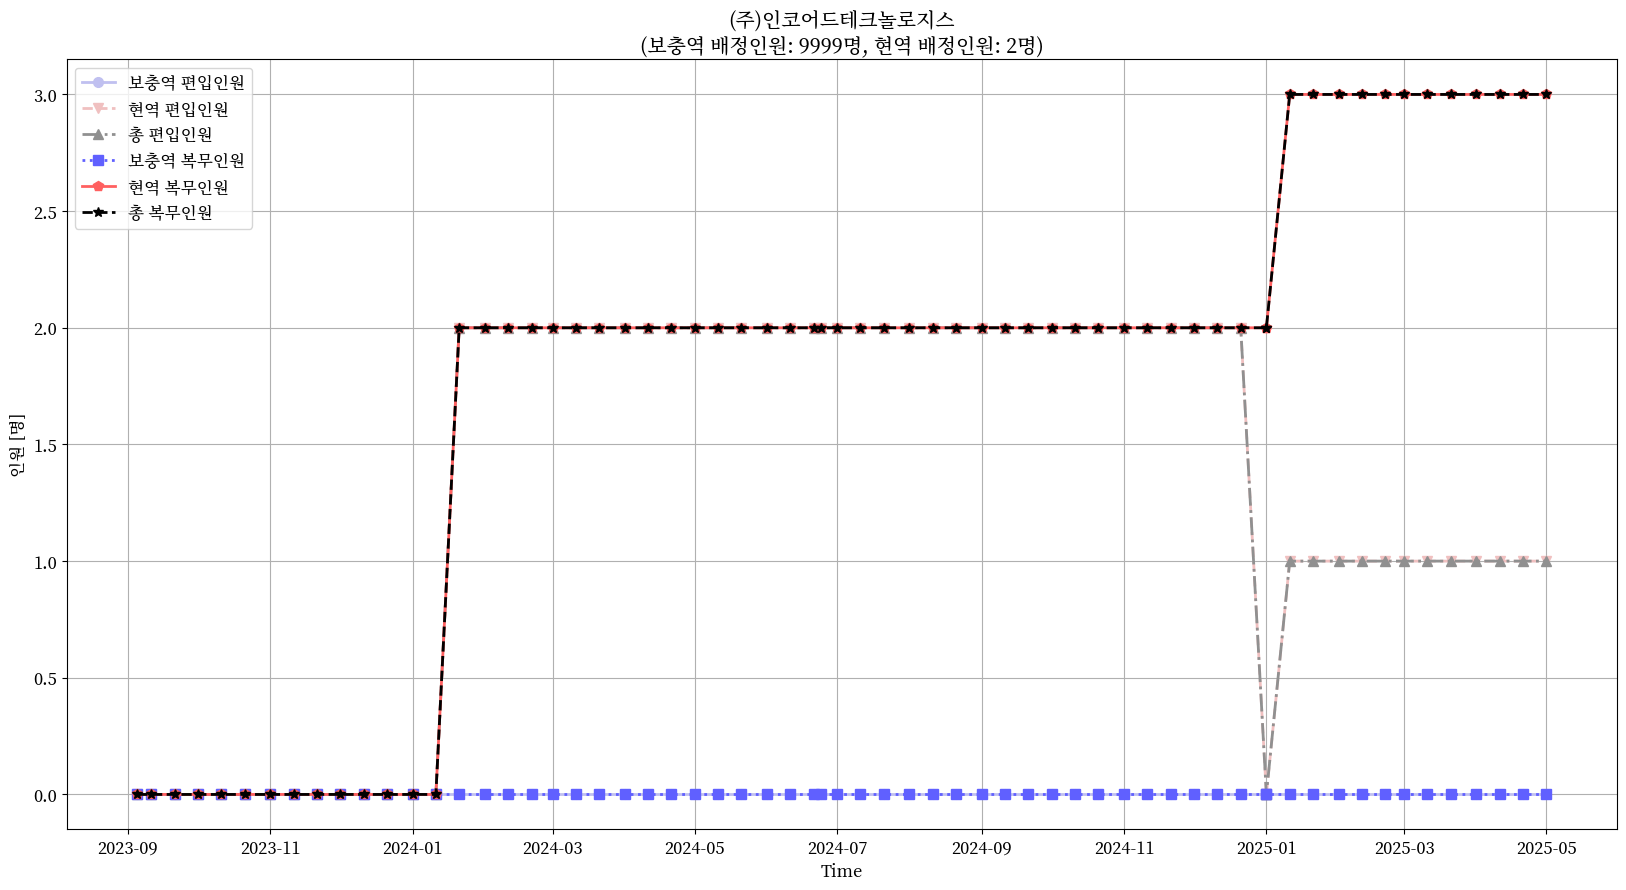 (주)인코어드테크놀로지스
(보충역 배정인원: 9999명, 현역 배정인원: 2명)
보충역 편입인원
현역 편입인원
총 편입인원
보충역 복무인원
현역 복무인원
총 복무인원
인원 [명]
3.0
2.5
2.0
1.5
1.0
0.5
0.0
2023-09 2023-11 2024-01 2024-03 2024-05 2024-07 2024-09 2024-11 2025-01 2025-03 2025-05
Time